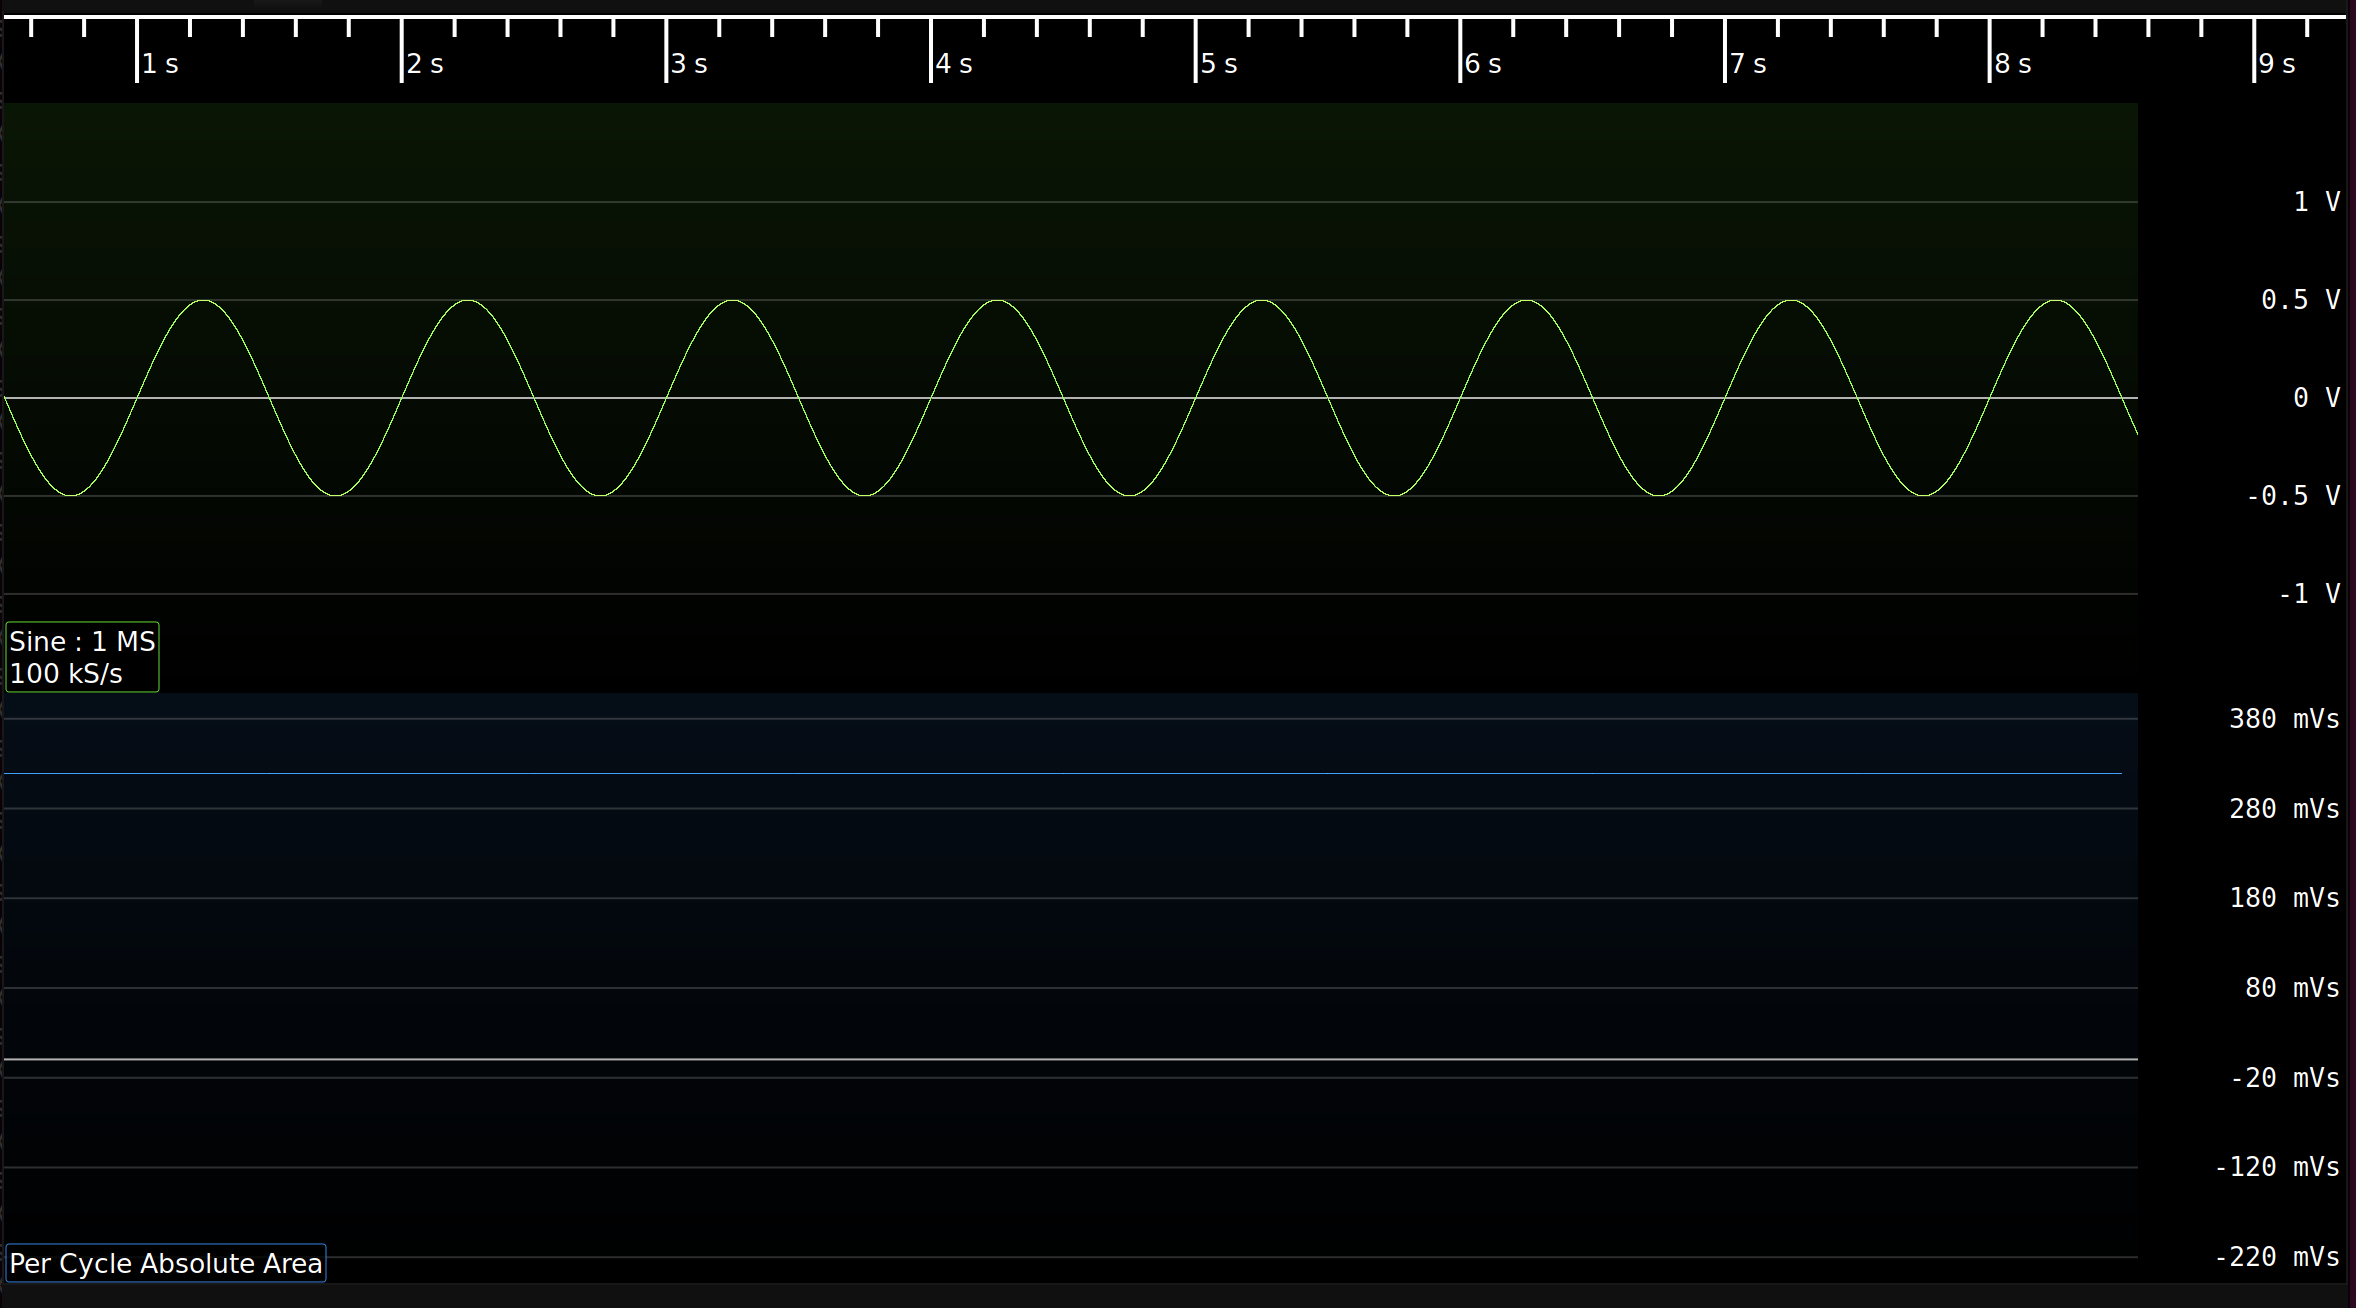 1 s 2 s 3 s 4 s 5 s 6 s 7 s 8 s 9 s
1 V
0.5 V
0 V
-0.5 V
-1 V
Sine : 1 MS
100 kS/s
380 mVs
280 mVs
180 mVs
80 mVs
-20 mVs
-120 mVs
-220 mVs
Per Cycle Absolute Area